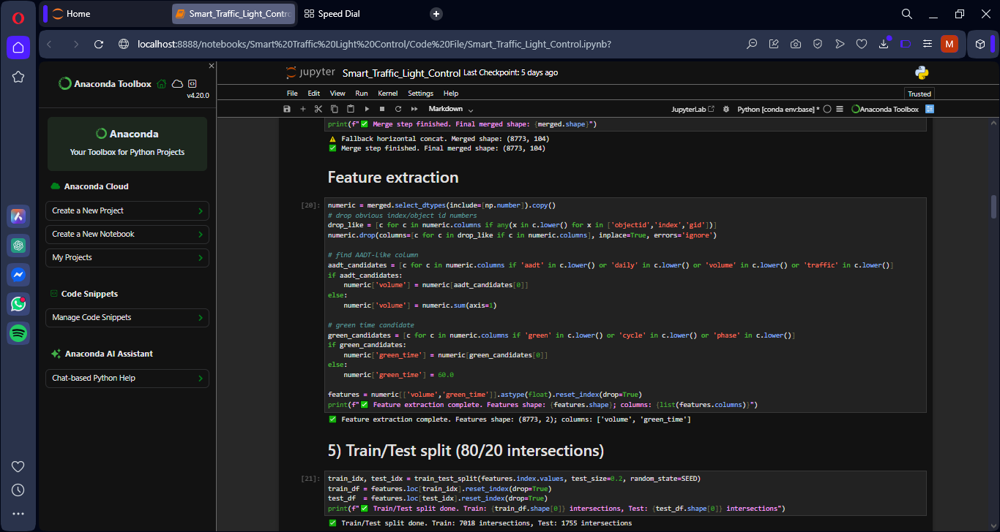 Home
Smart_Traffic_Light_Contro
Speed Dial
localhost:8888/notebooks/Smart%20Traffic%20Light%20Control/Code%20File/Smart_Traffic_Light_Control.ipynb?
M
Anaconda Toolbox
v4.20.0
Anaconda
Your Toolbox for Python Projects
Anaconda Cloud
Create a New Project
Create a New Notebook
My Projects
Code Snippets
Manage Code Snippets
Anaconda AI Assistant
Chat-based Python Help
jupyter Smart_Traffic_Light_Control Last Checkpoint: 5 days ago
File Edit View Run Kernel Settings Help
Trusted
Markdown
JupyterLab Python [conda env:base] * Anaconda Toolbox
print(f"✅ Merge step finished. Final merged shape: {merged.shape}")
⚠️ Fallback horizontal concat. Merged shape: (8773, 104)
✅ Merge step finished. Final merged shape: (8773, 104)
Feature extraction
[20]:
numeric = merged.select_dtypes(include=[np.number]).copy()
# drop obvious index/object id numbers
drop_like = [c for c in numeric.columns if any(x in c.lower() for x in ['objectid','index','gid'])]
numeric.drop(columns=[c for c in drop_like if c in numeric.columns], inplace=True, errors='ignore')
# find AADT-like column
aadt_candidates = [c for c in numeric.columns if 'aadt' in c.lower() or 'daily' in c.lower() or 'volume' in c.lower() or 'traffic' in c.lower()]
if aadt_candidates:
numeric['volume'] = numeric[aadt_candidates[0]]
else:
numeric['volume'] = numeric.sum(axis=1)
# green time candidate
green_candidates = [c for c in numeric.columns if 'green' in c.lower() or 'cycle' in c.lower() or 'phase' in c.lower()]
if green_candidates:
numeric['green_time'] = numeric[green_candidates[0]]
else:
numeric['green_time'] = 60.0
features = numeric[['volume','green_time']].astype(float).reset_index(drop=True)
print(f"✅ Feature extraction complete. Features shape: {features.shape}; columns: {list(features.columns)}")
✅ Feature extraction complete. Features shape: (8773, 2); columns: ['volume', 'green_time']
5) Train/Test split (80/20 intersections)
[21]:
train_idx, test_idx = train_test_split(features.index.values, test_size=0.2, random_state=SEED)
train_df = features.loc[train_idx].reset_index(drop=True)
test_df = features.loc[test_idx].reset_index(drop=True)
print(f"✅ Train/Test split done. Train: {train_df.shape[0]} intersections, Test: {test_df.shape[0]} intersections")
✅ Train/Test split done. Train: 7018 intersections, Test: 1755 intersections